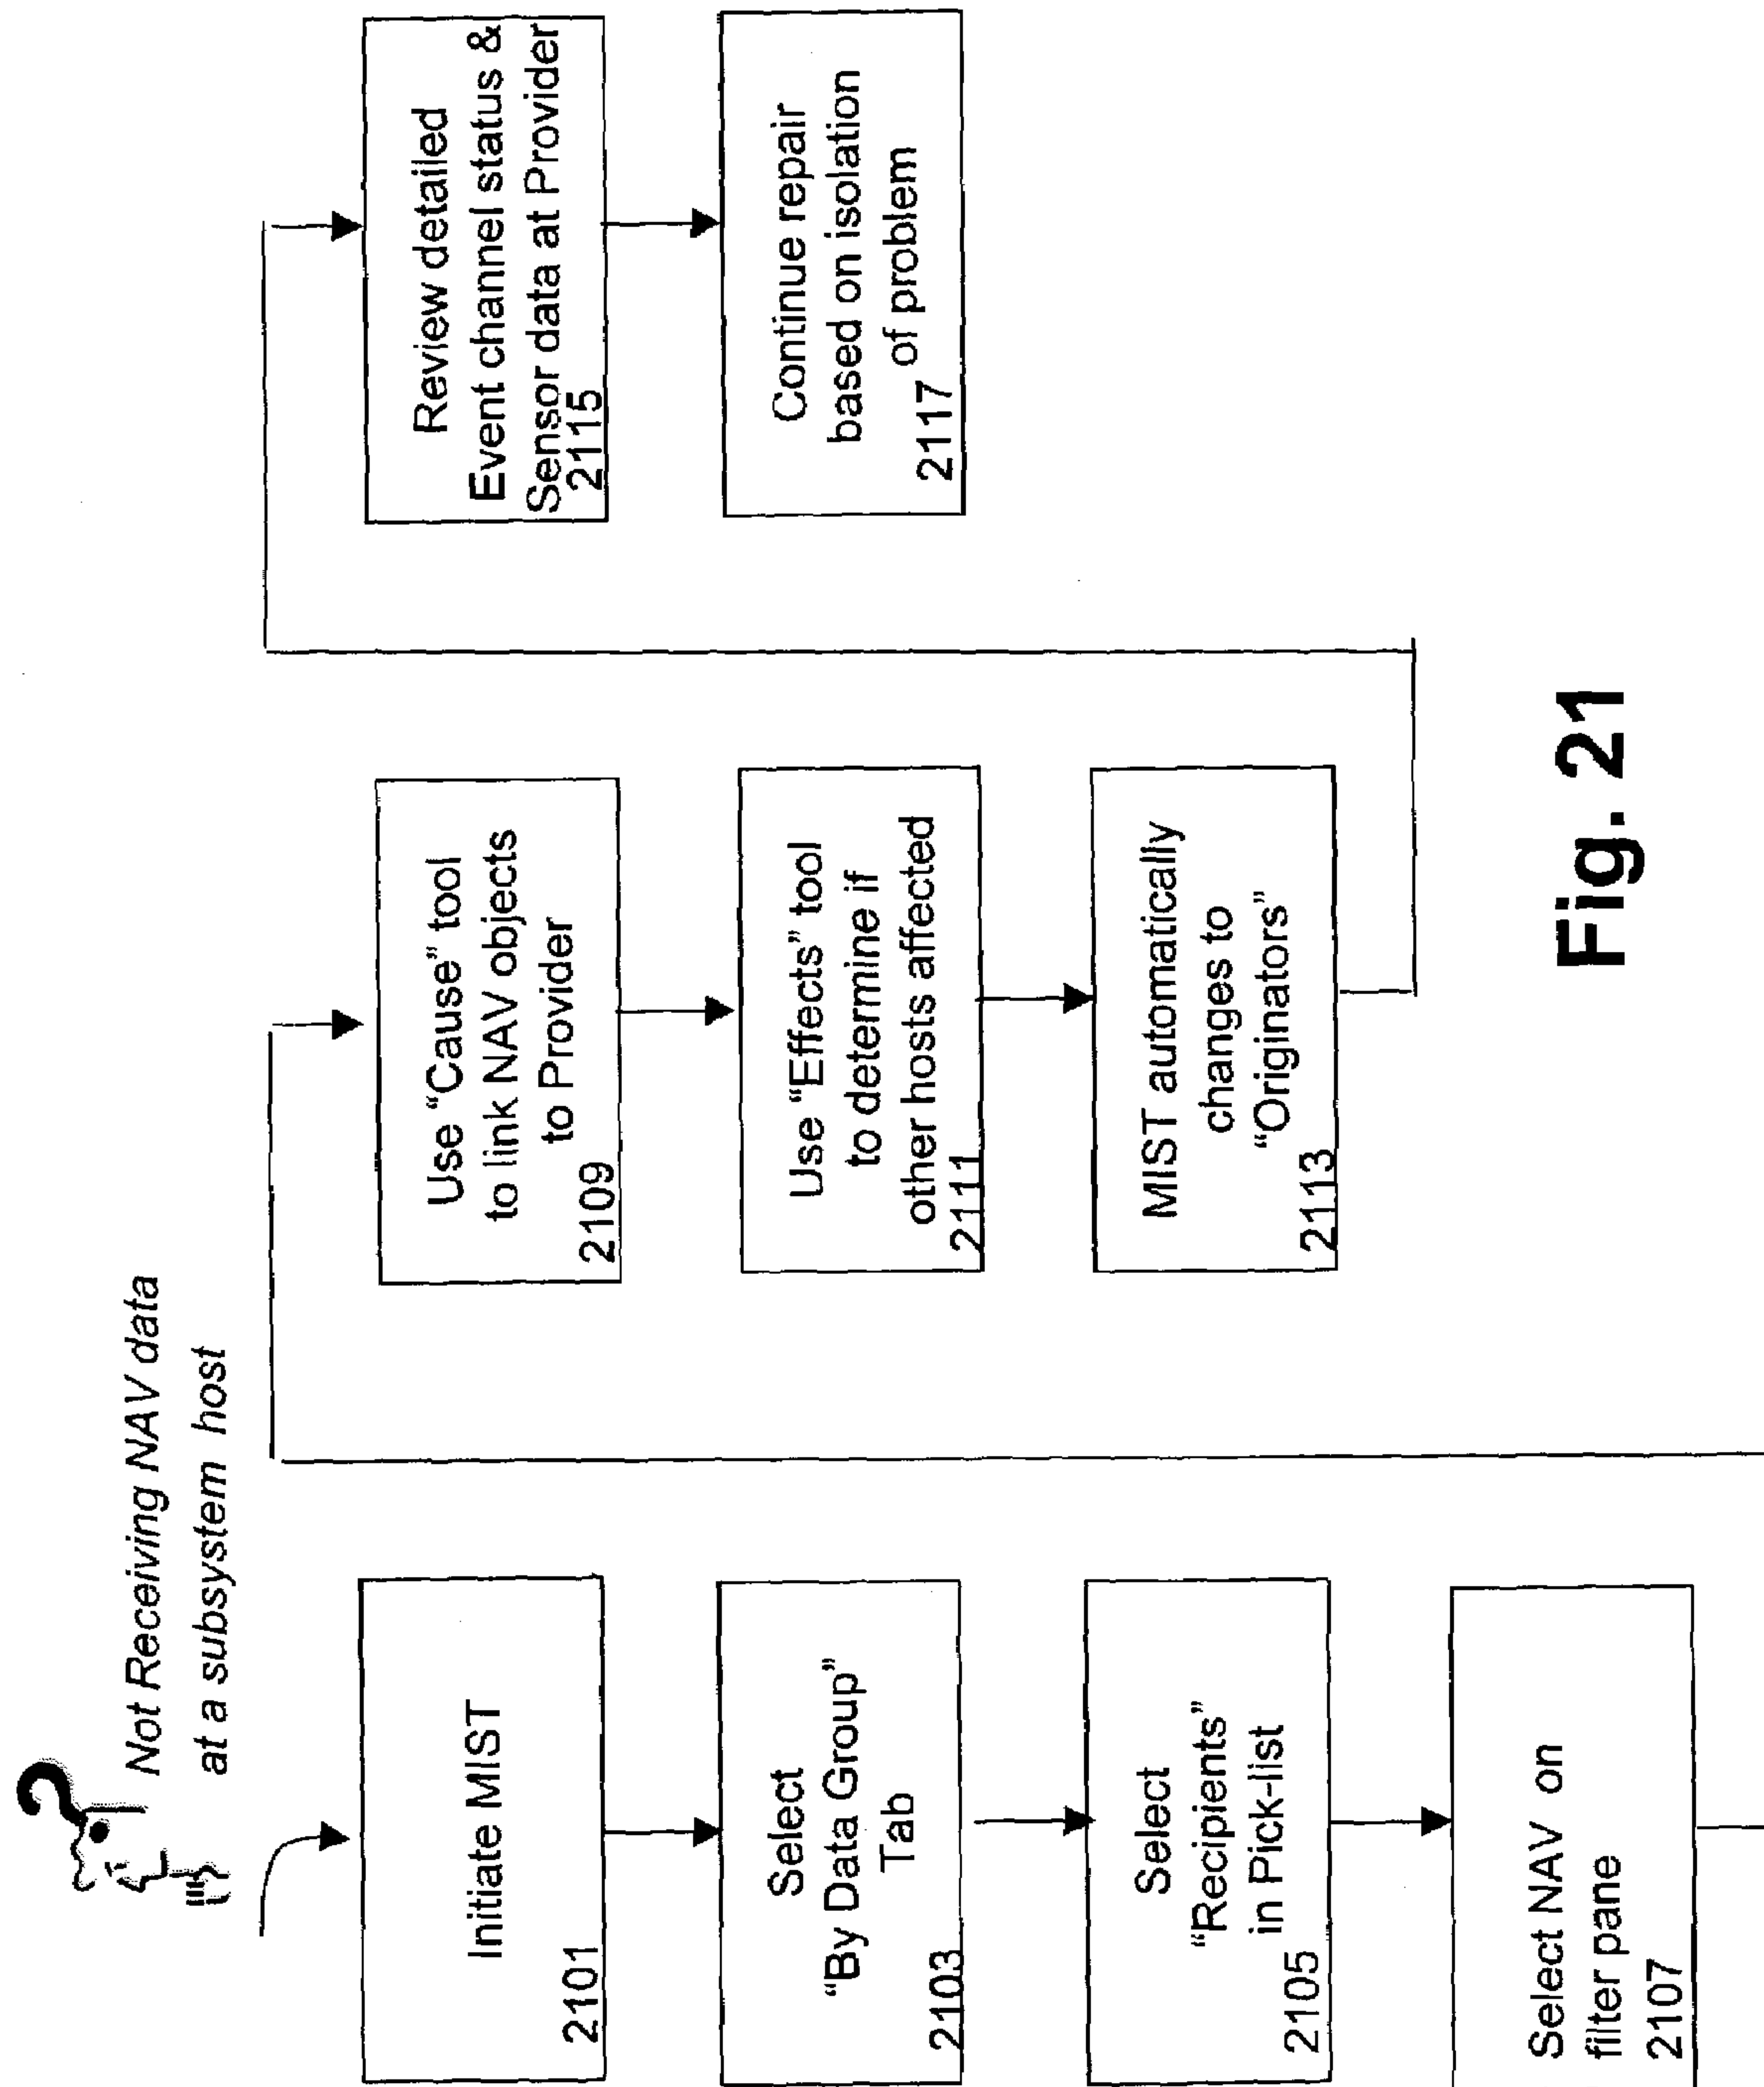 ?
Not Receiving NAV data
at a subsystem host
Initiate MIST
2101
Select
“By Data Group”
Tab
2103
Select
“Recipients”
in Pick-list
2105
Select NAV on
filter pane
2107
Use “Cause” tool
to link NAV objects
to Provider
2109
Use “Effects” tool
to determine if
other hosts affected
2111
MIST automatically
changes to
“Originators”
2113
Review detailed
Event channel status &
Sensor data at Provider
2115
Continue repair
based on isolation
of problem
2117
Fig. 21